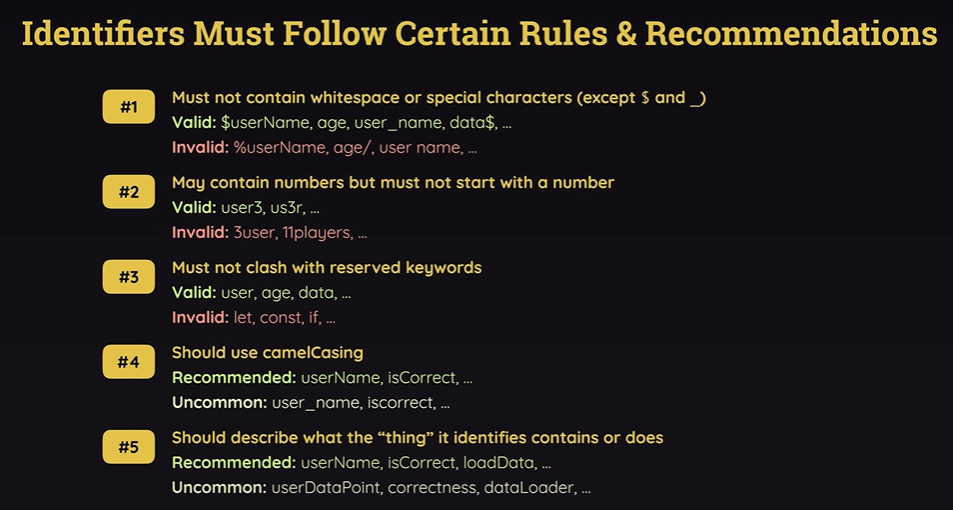 Identifiers Must Follow Certain Rules & Recommendations
#1
Must not contain whitespace or special characters (except $ and _)
Valid: $userName, age, user_name, data$, ...
Invalid: %userName, age/, user name, ...
#2
May contain numbers but must not start with a number
Valid: user3, us3r, ...
Invalid: 3user, 11players, ...
#3
Must not clash with reserved keywords
Valid: user, age, data, ...
Invalid: let, const, if, ...
#4
Should use camelCasing
Recommended: userName, isCorrect, ...
Uncommon: user_name, iscorrect, ...
#5
Should describe what the “thing” it identifies contains or does
Recommended: userName, isCorrect, loadData, ...
Uncommon: userDataPoint, correctness, dataLoader, ...